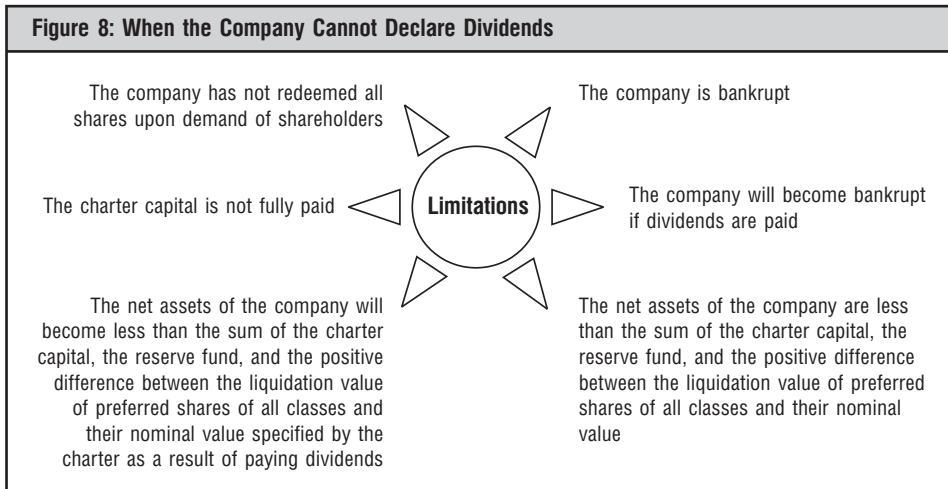 Figure 8: When the Company Cannot Declare Dividends
The company has not redeemed all
shares upon demand of shareholders
The company is bankrupt
The charter capital is not fully paid
Limitations
The company will become bankrupt
if dividends are paid
The net assets of the company will
become less than the sum of the charter
capital, the reserve fund, and the positive
difference between the liquidation value
of preferred shares of all classes and
their nominal value specified by the
charter as a result of paying dividends
The net assets of the company are less
than the sum of the charter capital, the
reserve fund, and the positive difference
between the liquidation value of preferred
shares of all classes and their nominal
value